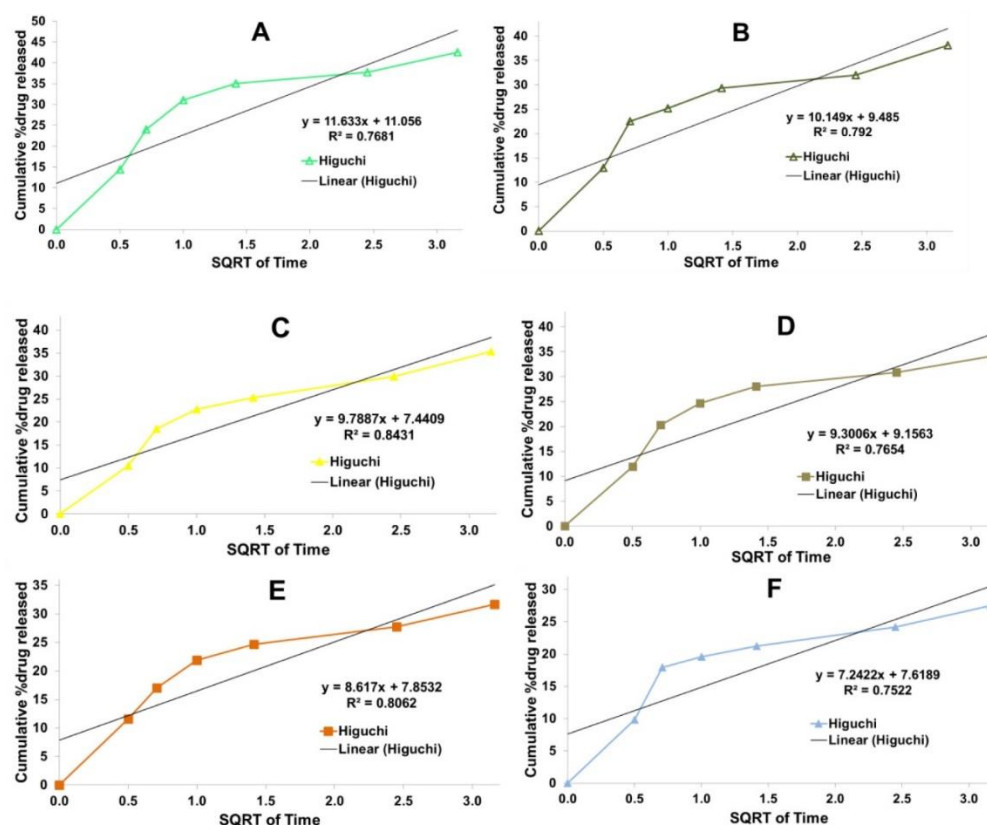 A
Cumulative %drug released
50
45
40
35
30
25
20
15
10
5
0
y = 11.633x + 11.056
R² = 0.7681
Higuchi
Linear (Higuchi)
0.0 0.5 1.0 1.5 2.0 2.5 3.0
SQRT of Time
B
Cumulative %drug released
40
35
30
25
20
15
10
5
0
y = 10.149x + 9.485
R² = 0.792
Higuchi
Linear (Higuchi)
0.0 0.5 1.0 1.5 2.0 2.5 3.0
SQRT of Time
C
Cumulative %drug released
40
35
30
25
20
15
10
5
0
y = 9.7887x + 7.4409
R² = 0.8431
Higuchi
Linear (Higuchi)
0.0 0.5 1.0 1.5 2.0 2.5 3.0
SQRT of Time
D
Cumulative %drug released
40
35
30
25
20
15
10
5
0
y = 9.3006x + 9.1563
R² = 0.7654
Higuchi
Linear (Higuchi)
0.0 0.5 1.0 1.5 2.0 2.5 3.0
SQRT of Time
E
Cumulative %drug released
35
30
25
20
15
10
5
0
y = 8.617x + 7.8532
R² = 0.8062
Higuchi
Linear (Higuchi)
0.0 0.5 1.0 1.5 2.0 2.5 3.0
SQRT of Time
F
Cumulative %drug released
30
25
20
15
10
5
0
y = 7.2422x + 7.6189
R² = 0.7522
Higuchi
Linear (Higuchi)
0.0 0.5 1.0 1.5 2.0 2.5 3.0
SQRT of Time